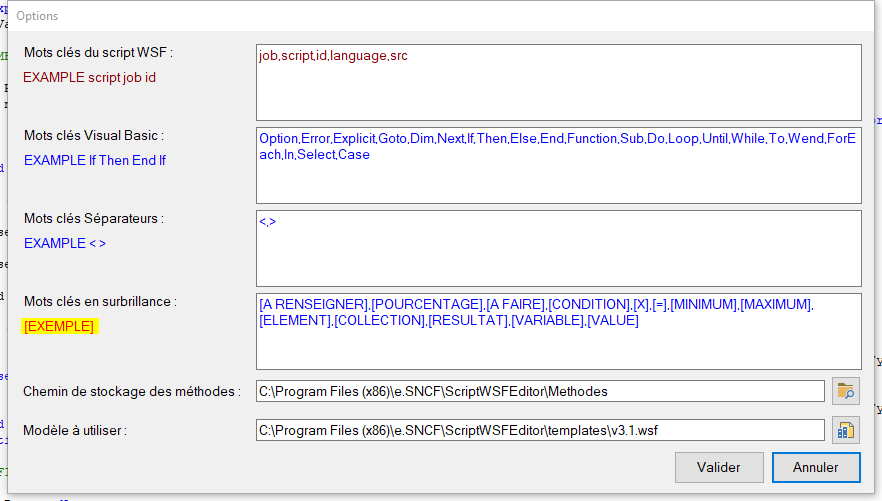 Options
Mots clés du script WSF :
EXAMPLE script job id
job,script,id,language,src
Mots clés Visual Basic :
EXAMPLE If Then End If
Option,Error,Explicit,Goto,Dim,Next,If,Then,Else,End,Function,Sub,Do,Loop,Until,While,To,Wend,ForE
ach,In,Select,Case
Mots clés Séparateurs :
EXAMPLE < >
<,>
Mots clés en surbrillance :
[EXEMPLE]
[A RENSEIGNER],[POURCENTAGE],[A FAIRE],[CONDITION],[X],[=],[MINIMUM],[MAXIMUM],
[ELEMENT],[COLLECTION],[RESULTAT],[VARIABLE],[VALUE]
Chemin de stockage des méthodes :
C:\Program Files (x86)\e.SNCF\ScriptWSFEditor\Methodes
Modèle à utiliser :
C:\Program Files (x86)\e.SNCF\ScriptWSFEditor\templates\v3.1.wsf
Valider
Annuler